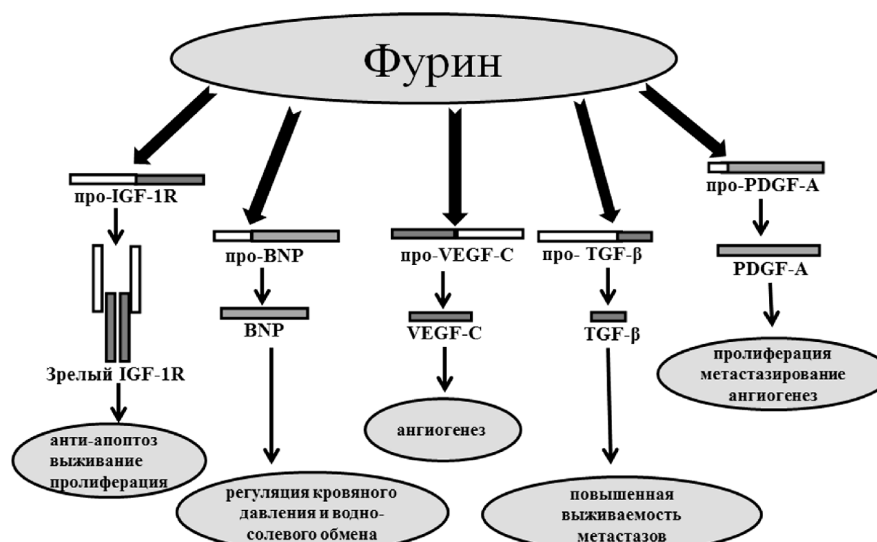 Фурин
про-IGF-1R
Зрелый IGF-1R
анти-апоптоз
выживание
пролиферация
про-BNP
BNP
регуляция кровяного
давления и водно-
солевого обмена
про-VEGF-C
VEGF-C
ангиогенез
про- TGF-β
TGF-β
повышенная
выживаемость
метастазов
про-PDGF-A
PDGF-A
пролиферация
метастазирование
ангиогенез